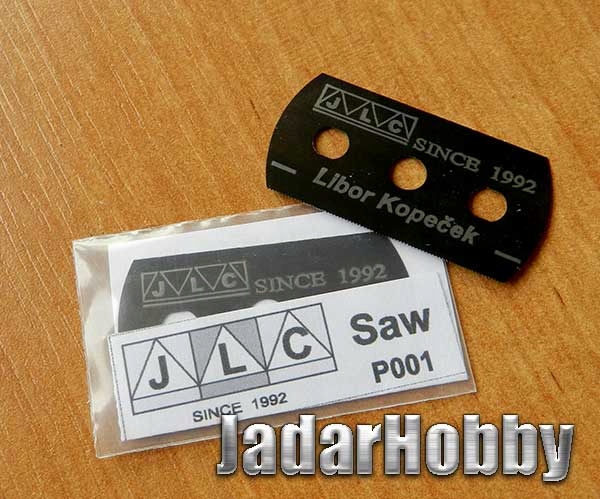 JLC SINCE 1992
Libor Kopeček
JLC SINCE 1992
JLC Saw
P001
SINCE 1992
JadarHobby